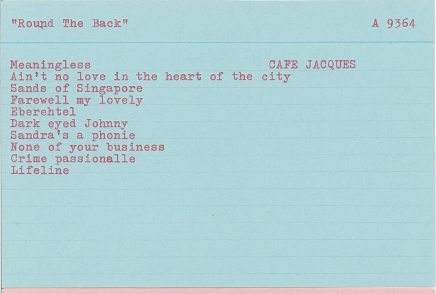 "Round The Back" A 9364
Meaningless CAFE JACQUES
Ain't no love in the heart of the city
Sands of Singapore
Farewell my lovely
Eberehtel
Dark eyed Johnny
Sandra's a phonie
None of your business
Crime passionalle
Lifeline